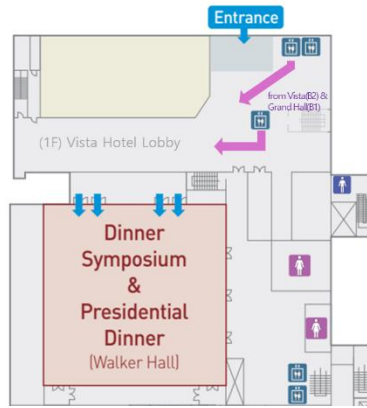 Entrance
from Vista(B2) &
Grand Hall(B1)
(1F) Vista Hotel Lobby
Dinner
Symposium
&
Presidential
Dinner
(Walker Hall)